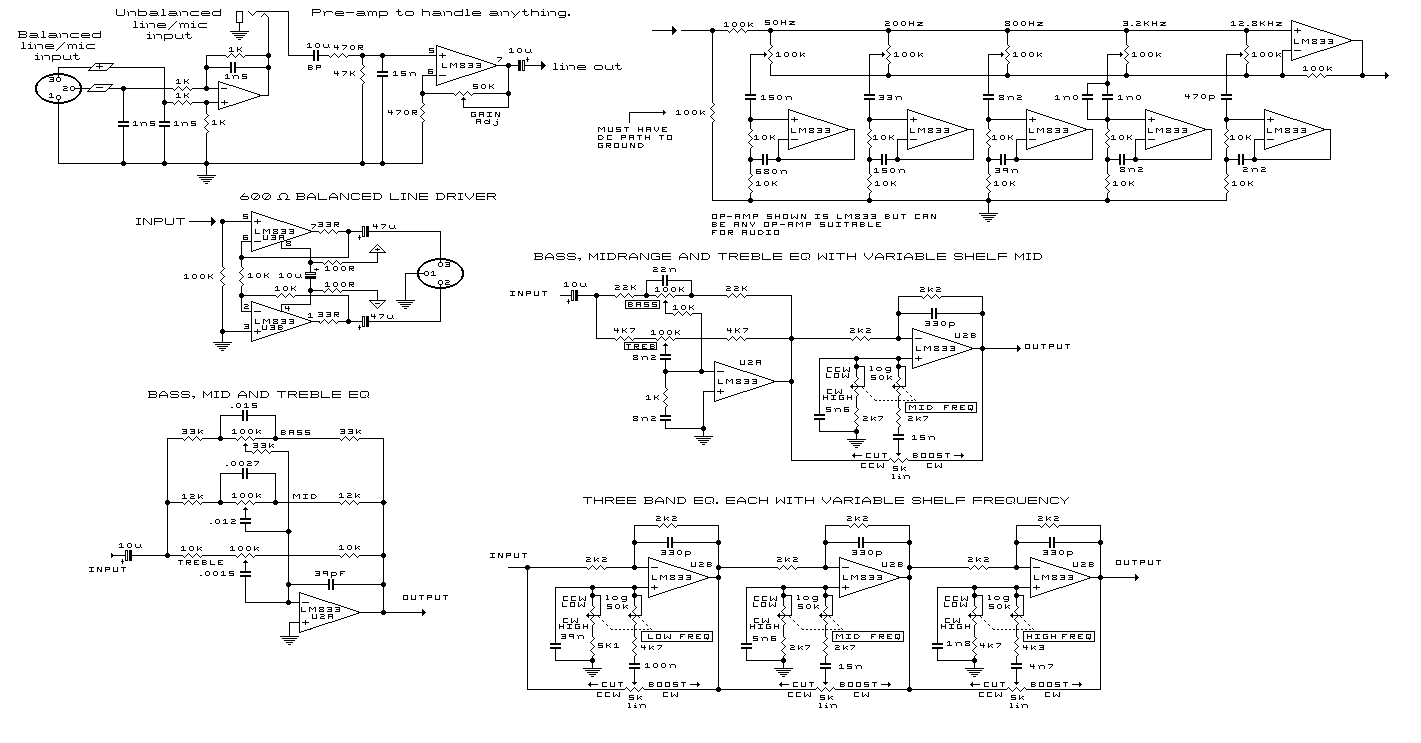 Unbalanced
line/mic
input
Pre-amp to handle anything.
Balanced
line/mic
input
+
−
3
2
1
1K
1n5
1K
1K
1n5
1n5
1K
−
+
10u
BP
470R
47K
15n
5
6
7
+
−
LM833
470R
50K
GAIN
Adj
10u
line out
100k
50Hz
200Hz
800Hz
3.2KHz
12.8KHz
100k
100k
100k
100k
100k
+
LM833
−
100k
100k
MUST HAVE
DC PATH TO
GROUND
150n
33n
8n2
1n0
1n0
470p
LM833
LM833
LM833
LM833
LM833
10K
10K
10K
10K
10K
680n
150n
39n
8n2
2n2
10K
10K
10K
10K
10K
OP-AMP SHOWN IS LM833 BUT CAN
BE ANY OP-AMP SUITABLE
FOR AUDIO
600 Ω BALANCED LINE DRIVER
INPUT
5
6
LM833
U3A
8
7
33R
47u
100K
10K
10u
100R
100R
10K
2
3
4
LM833
U3B
1
33R
47u
3
1
2
BASS, MIDRANGE AND TREBLE EQ WITH VARIABLE SHELF MID
INPUT
10u
22n
22K
100K
22K
BASS
10K
4K7
100K
4K7
TREB
8n2
1K
8n2
U2A
LM833
2k2
2k2
330p
U2B
LM833
OUTPUT
CCW
LOW
CW
HIGH
log
50k
MID FREQ
5n6
2k7
2k7
15n
CUT
BOOST
CCW
5k
lin
CW
BASS, MID AND TREBLE EQ
.015
33k
100k
BASS
33k
33k
.0027
12k
100k
MID
12k
.012
10u
INPUT
10k
100k
10k
TREBLE
.0015
39pF
LM833
U2A
OUTPUT
THREE BAND EQ. EACH WITH VARIABLE SHELF FREQUENCY
INPUT
2k2
2k2
330p
U2B
LM833
CCW
LOW
CW
HIGH
log
50k
LOW FREQ
39n
5K1
4k7
100n
CUT
BOOST
CCW
5k
lin
CW
2k2
2k2
330p
U2B
LM833
CCW
LOW
CW
HIGH
log
50k
MID FREQ
5n6
2k7
2k7
15n
CUT
BOOST
CCW
5k
lin
CW
2k2
2k2
330p
U2B
LM833
OUTPUT
CCW
LOW
CW
HIGH
log
50k
HIGH FREQ
1n8
4k7
4k3
4n7
CUT
BOOST
CCW
5k
lin
CW